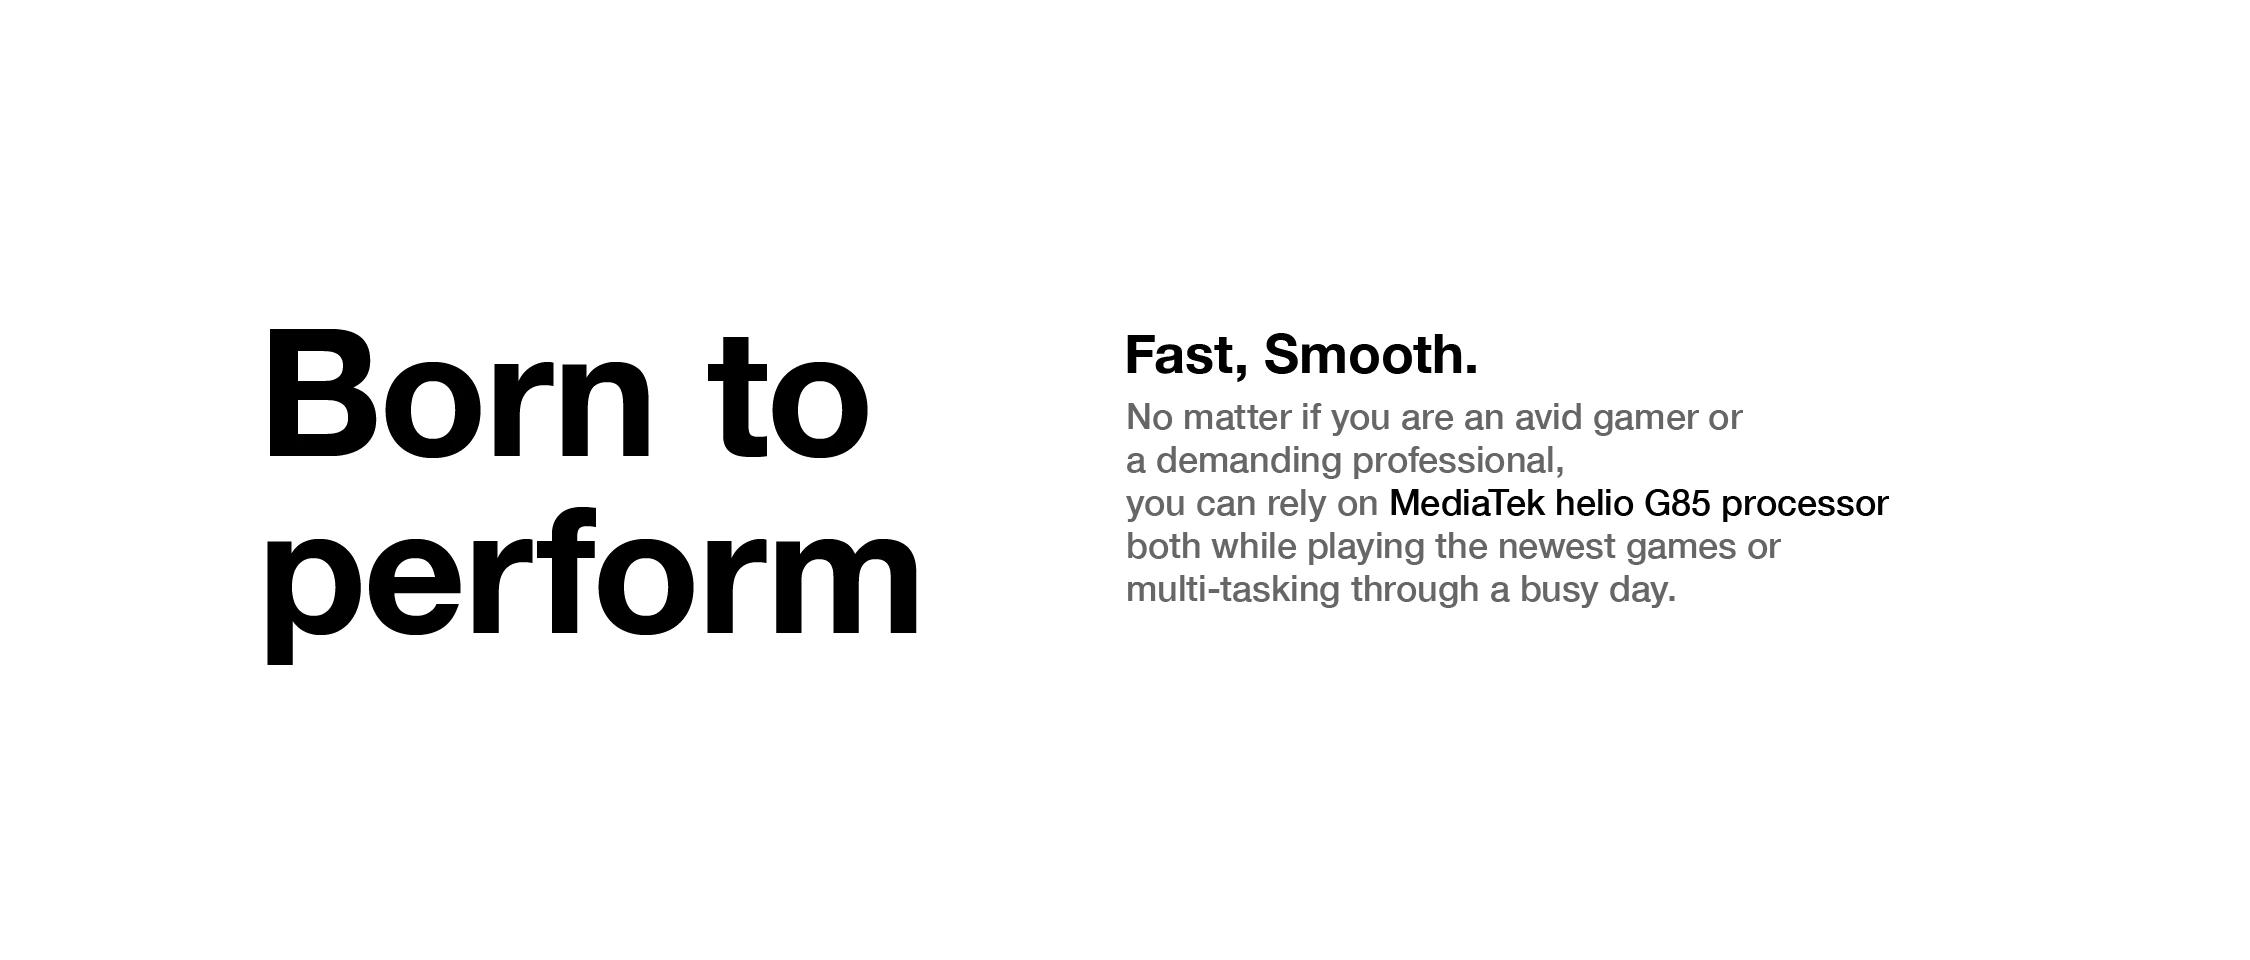 Born to
perform
Fast, Smooth.
No matter if you are an avid gamer or
a demanding professional,
you can rely on MediaTek helio G85 processor
both while playing the newest games or
multi-tasking through a busy day.